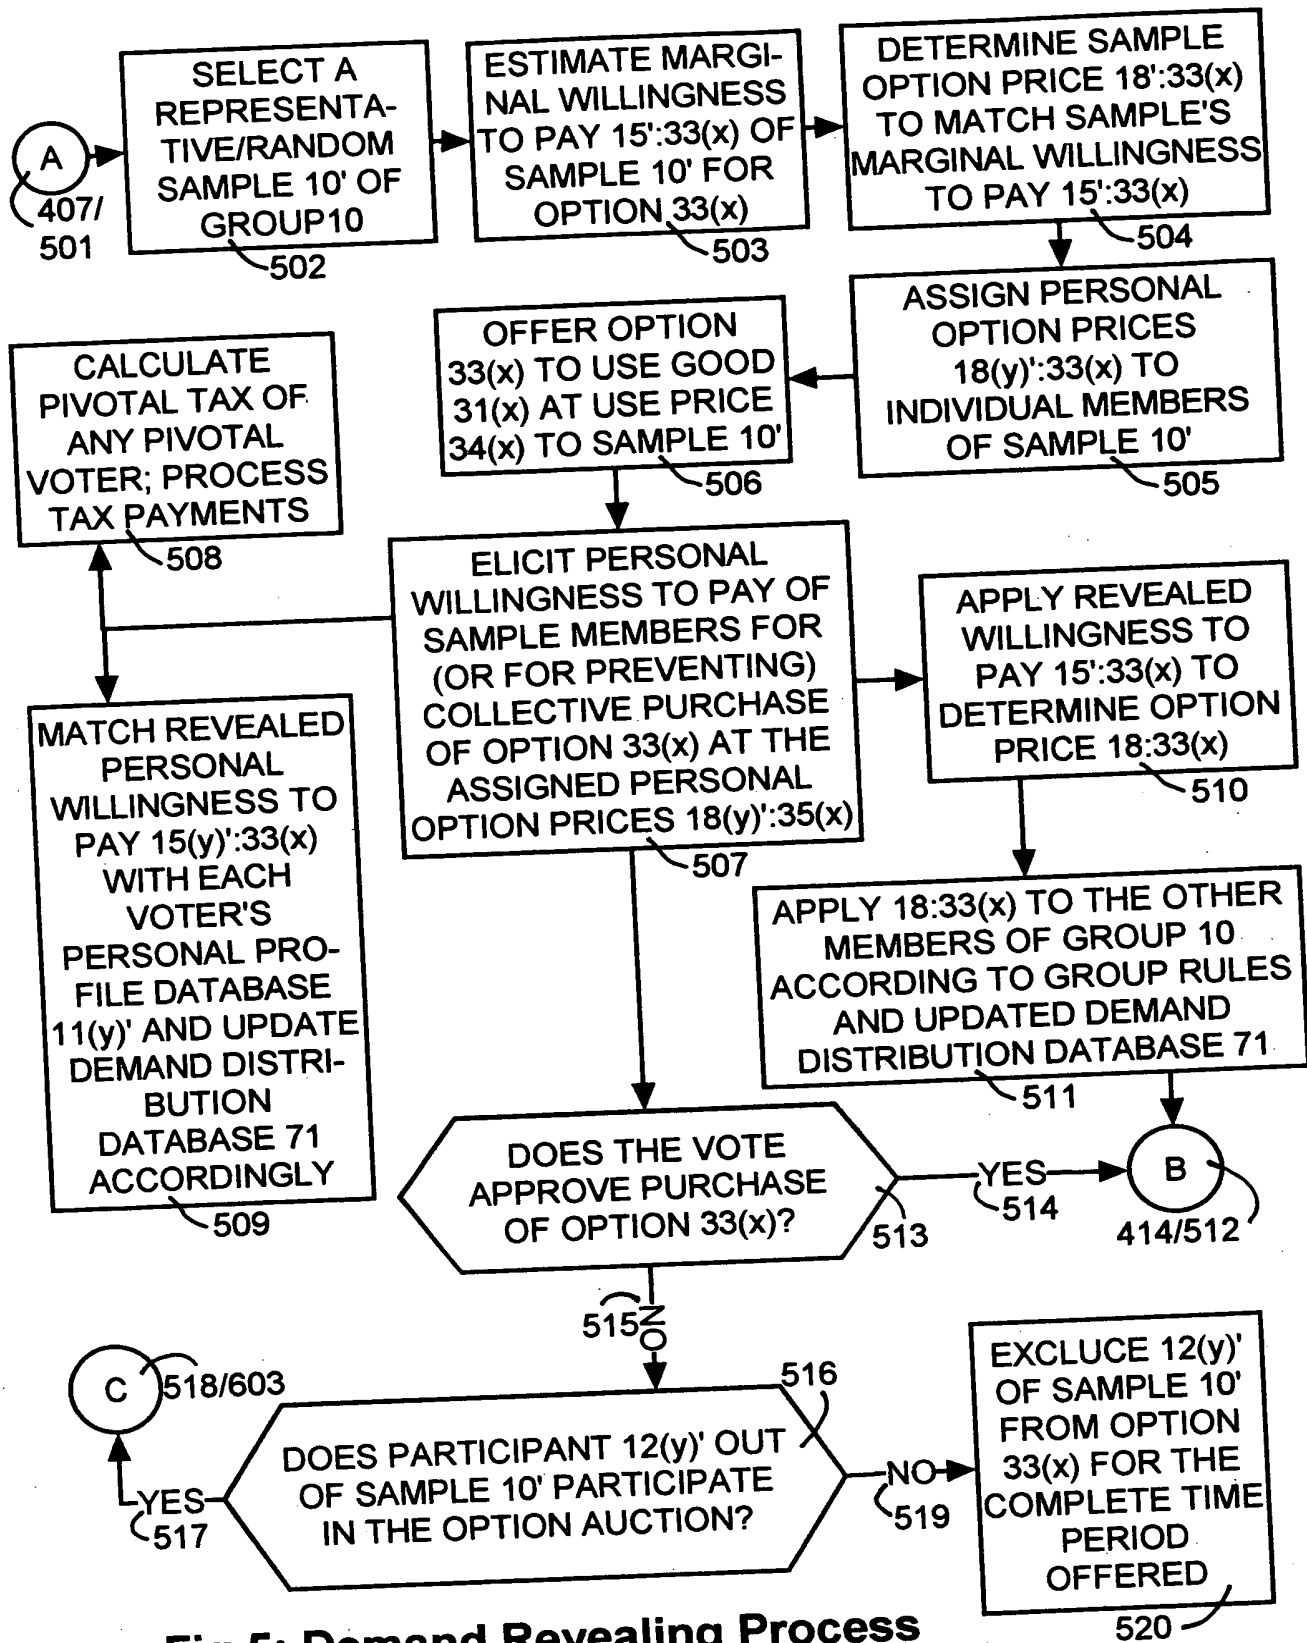 A
407/
501
SELECT A
REPRESENTA-
TIVE/RANDOM
SAMPLE 10' OF
GROUP10
502
ESTIMATE MARGI-
NAL WILLINGNESS
TO PAY 15':33(x) OF
SAMPLE 10' FOR
OPTION 33(x)
503
DETERMINE SAMPLE
OPTION PRICE 18':33(x)
TO MATCH SAMPLE'S
MARGINAL WILLINGNESS
TO PAY 15':33(x)
504
ASSIGN PERSONAL
OPTION PRICES
18(y)':33(x) TO
INDIVIDUAL MEMBERS
OF SAMPLE 10'
505
OFFER OPTION
33(x) TO USE GOOD
31(x) AT USE PRICE
34(x) TO SAMPLE 10'
506
ELICIT PERSONAL
WILLINGNESS TO PAY OF
SAMPLE MEMBERS FOR
(OR FOR PREVENTING)
COLLECTIVE PURCHASE
OF OPTION 33(x) AT THE
ASSIGNED PERSONAL
OPTION PRICES 18(y)':35(x)
507
CALCULATE
PIVOTAL TAX OF
ANY PIVOTAL
VOTER; PROCESS
TAX PAYMENTS
508
MATCH REVEALED
PERSONAL
WILLINGNESS TO
PAY 15(y)':33(x)
WITH EACH
VOTER'S
PERSONAL PRO-
FILE DATABASE
11(y)' AND UPDATE
DEMAND DISTRI-
BUTION
DATABASE 71
ACCORDINGLY
509
APPLY REVEALED
WILLINGNESS TO
PAY 15':33(x) TO
DETERMINE OPTION
PRICE 18:33(x)
510
APPLY 18:33(x) TO THE OTHER
MEMBERS OF GROUP 10
ACCORDING TO GROUP RULES
AND UPDATED DEMAND
DISTRIBUTION DATABASE 71
511
DOES THE VOTE
APPROVE PURCHASE
OF OPTION 33(x)?
513
YES
514
B
414/512
NO
515
DOES PARTICIPANT 12(y)' OUT
OF SAMPLE 10' PARTICIPATE
IN THE OPTION AUCTION?
516
YES
517
C
518/603
NO
519
EXCLUCE 12(y)'
OF SAMPLE 10'
FROM OPTION
33(x) FOR THE
COMPLETE TIME
PERIOD
OFFERED
520
Fig 5: Demand Revealing Process